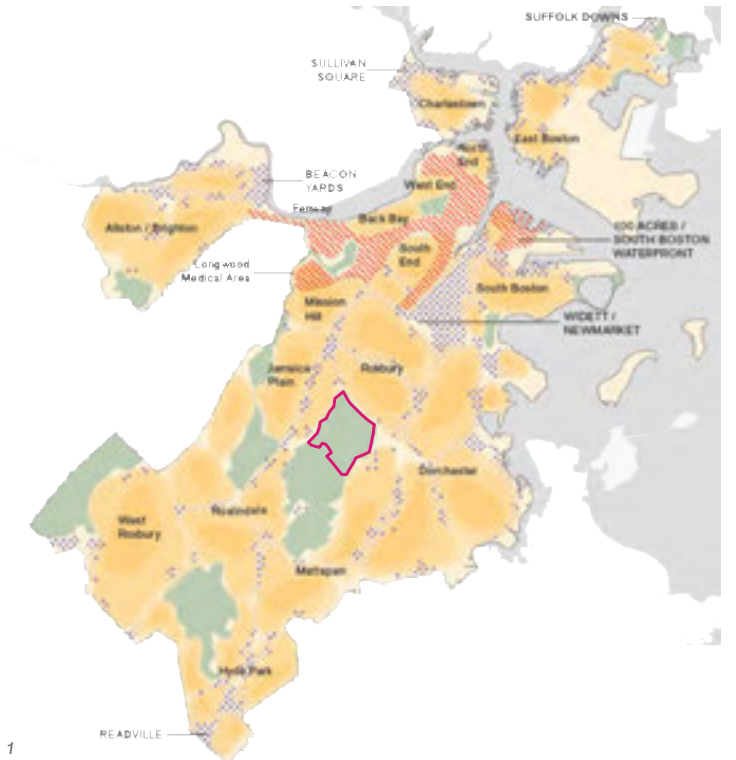 SUFFOLK DOWNS
SULLIVAN
SQUARE
Charlestown
East Boston
North
End
BEACON
YARDS
West End
Fenway
Back Bay
Allston / Brighton
100 ACRES /
SOUTH BOSTON
WATERFRONT
South
End
Longwood
Medical Area
South Boston
Mission
Hill
WIDETT /
NEWMARKET
Jamaica
Plain
Roxbury
Dorchester
Roslindale
West
Roxbury
Mattapan
Hyde Park
READVILLE
1